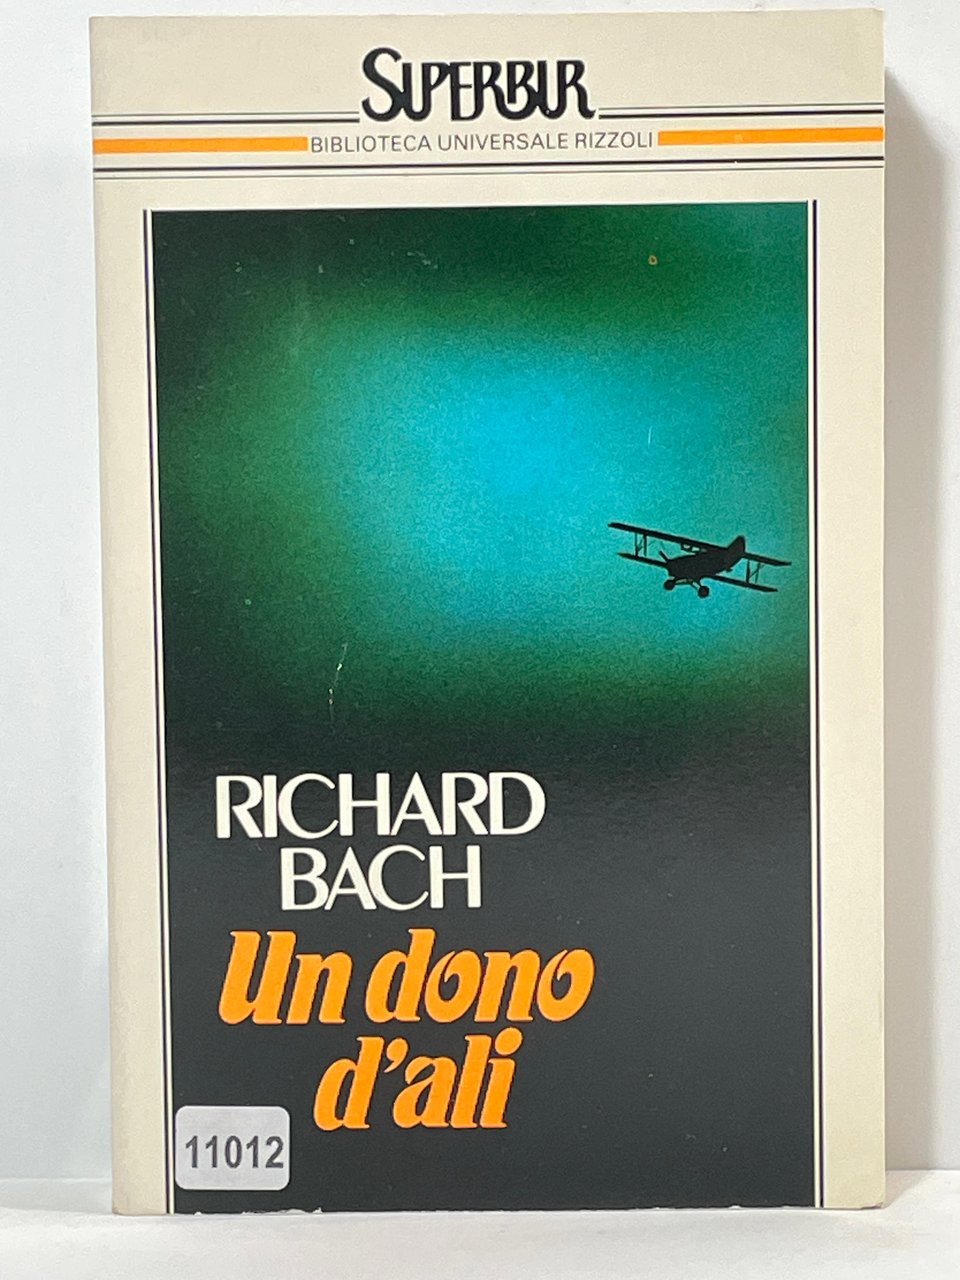 SUPERBUR
BIBLIOTECA UNIVERSALE RIZZOLI
RICHARD
BACH
Un dono
d'ali
11012